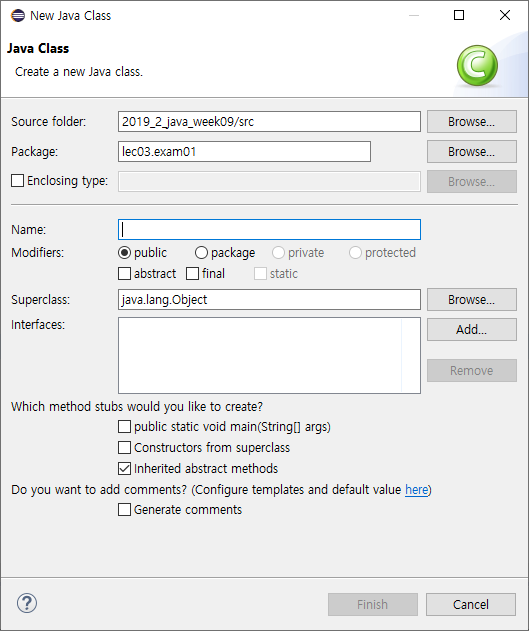 New Java Class
Java Class
Create a new Java class.
Source folder: 2019_2_java_week09/src Browse...
Package: lec03.exam01 Browse...
Enclosing type: Browse...
Name:
Modifiers: public package private protected
abstract final static
Superclass: java.lang.Object Browse...
Interfaces: Add...
Remove
Which method stubs would you like to create?
public static void main(String[] args)
Constructors from superclass
Inherited abstract methods
Do you want to add comments? (Configure templates and default value here)
Generate comments
? Finish Cancel